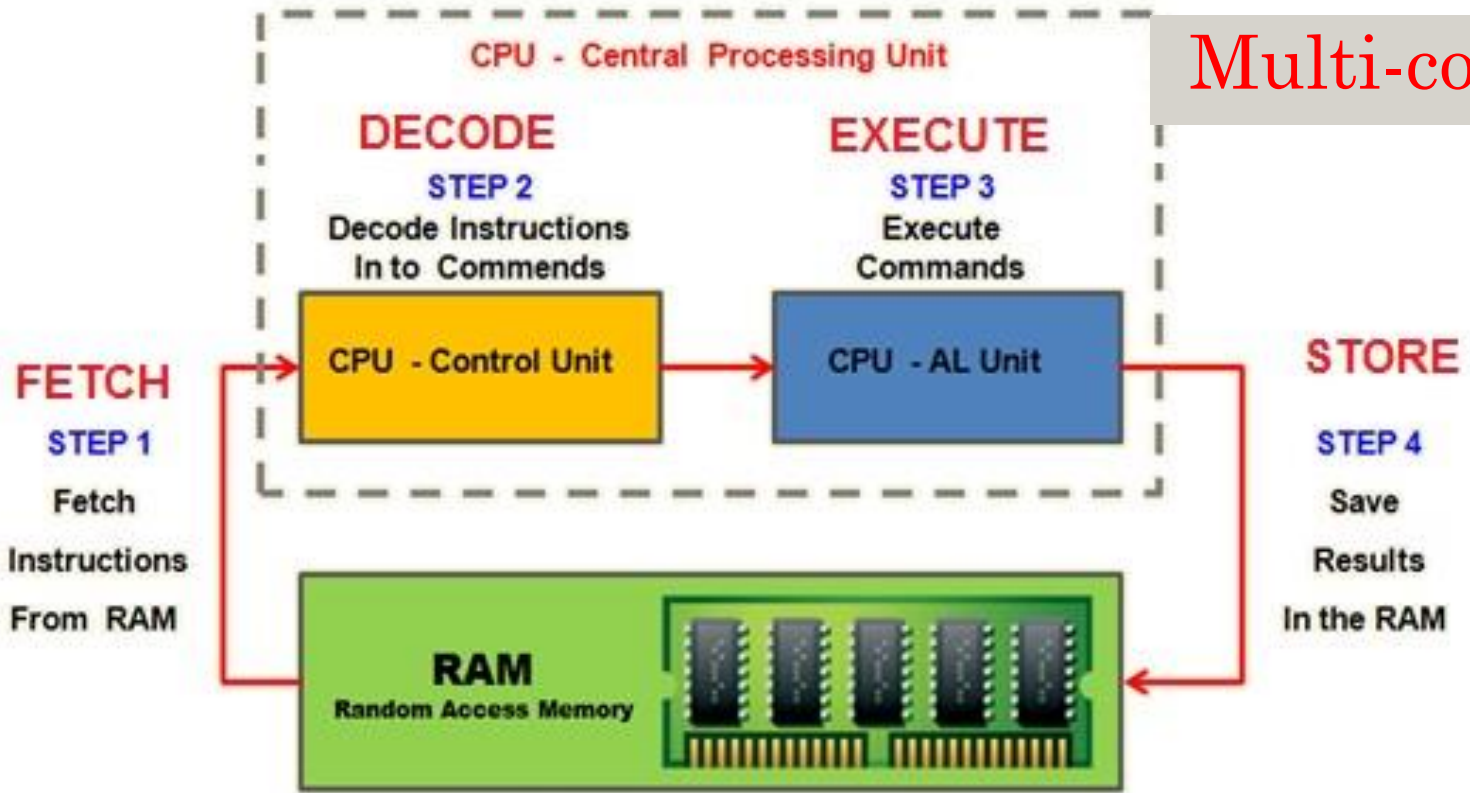 CPU - Central Processing Unit
Multi-co
DECODE
STEP 2
Decode Instructions
In to Commends
EXECUTE
STEP 3
Execute
Commands
CPU - Control Unit
CPU - AL Unit
FETCH
STEP 1
Fetch
Instructions
From RAM
STORE
STEP 4
Save
Results
In the RAM
RAM
Random Access Memory